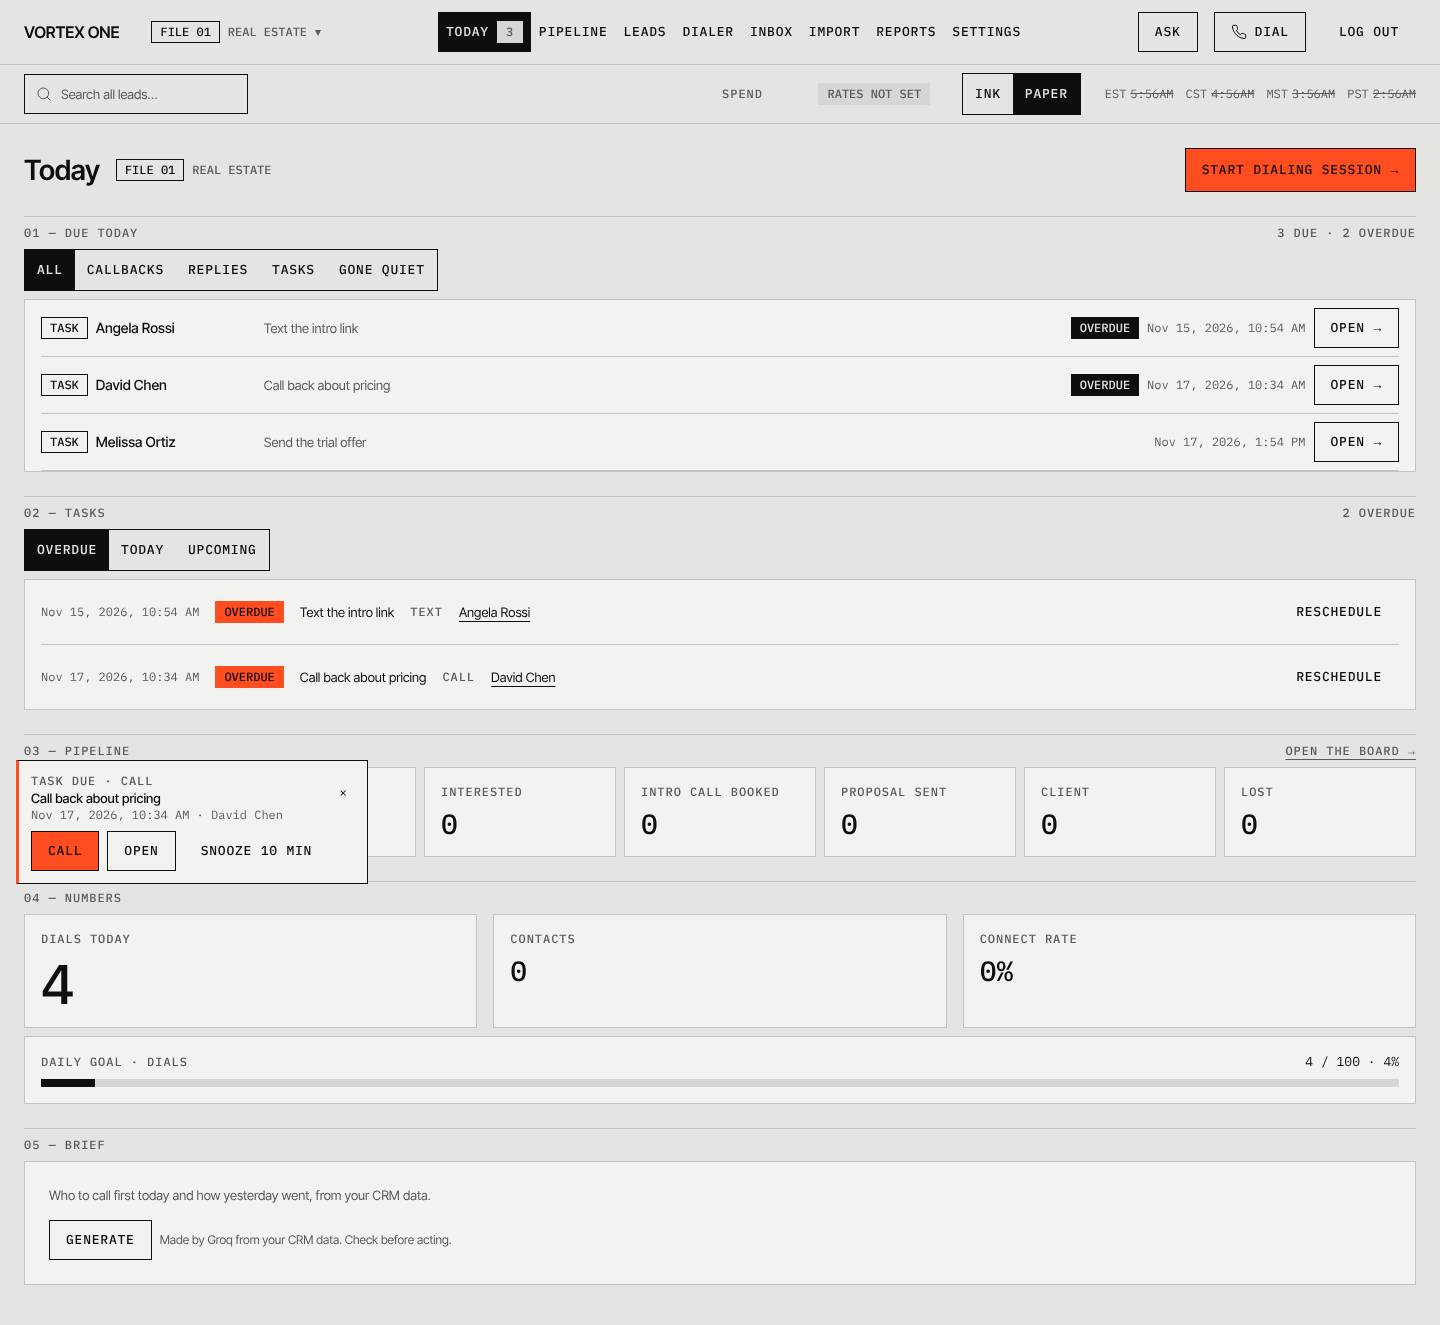 VORTEX ONE FILE 01 REAL ESTATE ▾ TODAY 3 PIPELINE LEADS DIALER INBOX IMPORT REPORTS SETTINGS ASK DIAL LOG OUT
Search all leads... SPEND RATES NOT SET INK PAPER EST 5:56AM CST 4:56AM MST 3:56AM PST 2:56AM
Today FILE 01 REAL ESTATE START DIALING SESSION →
01 — DUE TODAY 3 DUE · 2 OVERDUE
ALL CALLBACKS REPLIES TASKS GONE QUIET
TASK Angela Rossi Text the intro link OVERDUE Nov 15, 2026, 10:54 AM OPEN →
TASK David Chen Call back about pricing OVERDUE Nov 17, 2026, 10:34 AM OPEN →
TASK Melissa Ortiz Send the trial offer Nov 17, 2026, 1:54 PM OPEN →
02 — TASKS 2 OVERDUE
OVERDUE TODAY UPCOMING
Nov 15, 2026, 10:54 AM OVERDUE Text the intro link TEXT Angela Rossi RESCHEDULE
Nov 17, 2026, 10:34 AM OVERDUE Call back about pricing CALL David Chen RESCHEDULE
03 — PIPELINE OPEN THE BOARD →
TASK DUE · CALL ×
Call back about pricing
Nov 17, 2026, 10:34 AM · David Chen
CALL OPEN SNOOZE 10 MIN
INTERESTED INTRO CALL BOOKED PROPOSAL SENT CLIENT LOST
0 0 0 0 0
04 — NUMBERS
DIALS TODAY CONTACTS CONNECT RATE
4 0 0%
DAILY GOAL · DIALS 4 / 100 · 4%
05 — BRIEF
Who to call first today and how yesterday went, from your CRM data.
GENERATE Made by Groq from your CRM data. Check before acting.